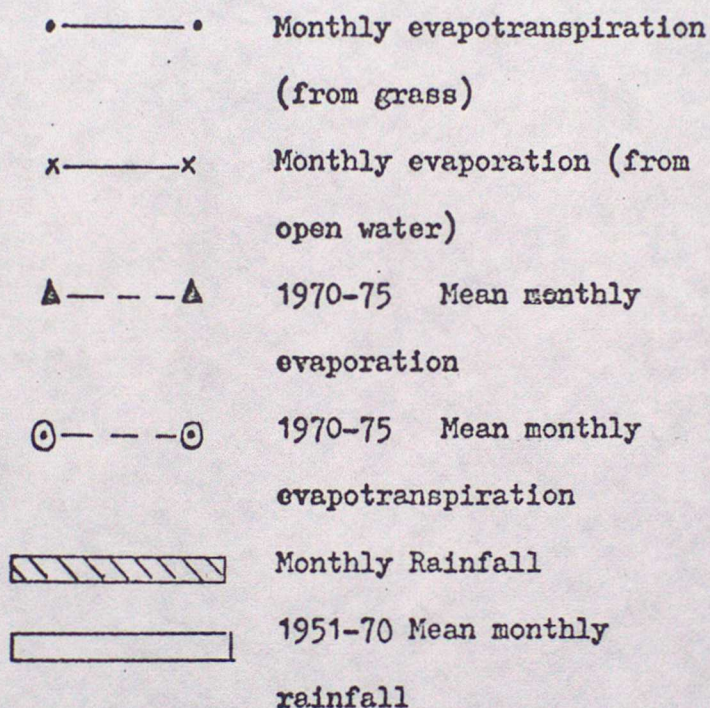 Monthly evapotranspiration
(from grass)
Monthly evaporation (from
open water)
1970-75 Mean monthly
evaporation
1970-75 Mean monthly
evapotranspiration
Monthly Rainfall
1951-70 Mean monthly
rainfall